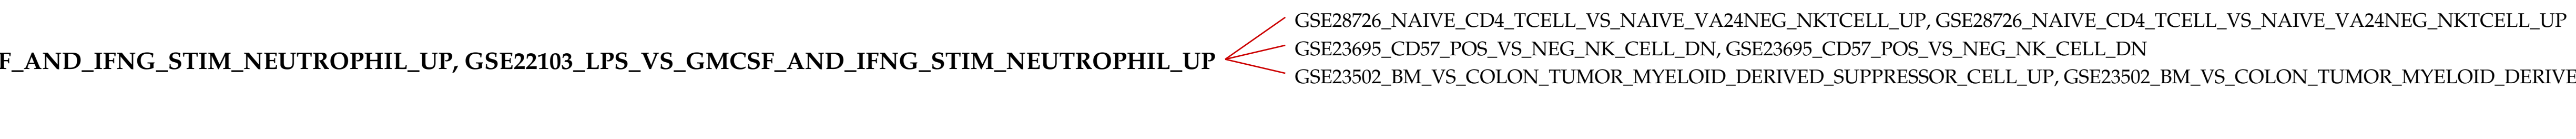 GSE28726_NAIVE_CD4_TCELL_VS_NAIVE_VA24NEG_NKTCELL_UP, GSE28726_NAIVE_CD4_TCELL_VS_NAIVE_VA24NEG_NKTCELL_UP
GSE23695_CD57_POS_VS_NEG_NK_CELL_DN, GSE23695_CD57_POS_VS_NEG_NK_CELL_DN
F_AND_IFNG_STIM_NEUTROPHIL_UP, GSE22103_LPS_VS_GMCSF_AND_IFNG_STIM_NEUTROPHIL_UP
GSE23502_BM_VS_COLON_TUMOR_MYELOID_DERIVED_SUPPRESSOR_CELL_UP, GSE23502_BM_VS_COLON_TUMOR_MYELOID_DERIVE